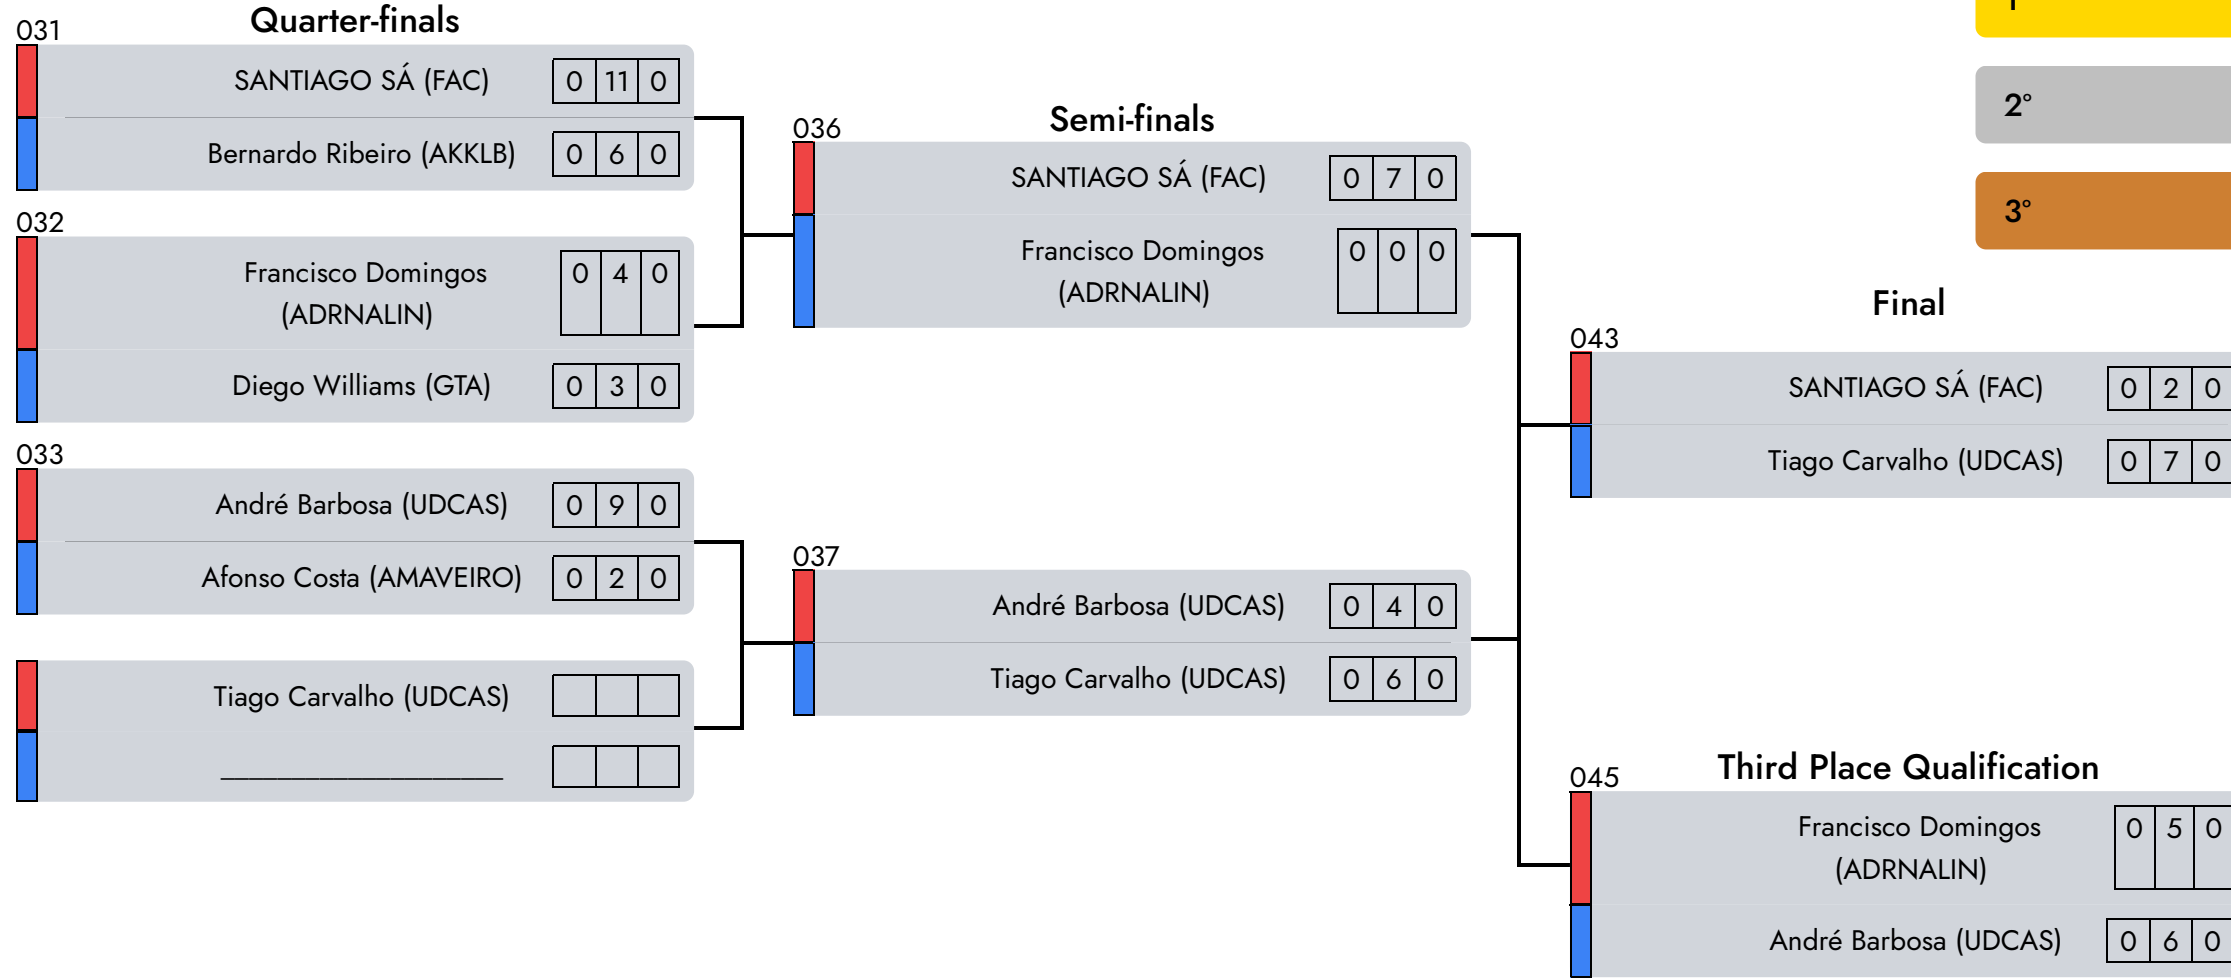 Quarter-finals
031
SANTIAGO SÁ (FAC) 0 11 0
Bernardo Ribeiro (AKKLB) 0 6 0
032
Francisco Domingos 0 4 0
(ADRNALIN)
Diego Williams (GTA) 0 3 0
033
André Barbosa (UDCAS) 0 9 0
Afonso Costa (AMAVEIRO) 0 2 0
Tiago Carvalho (UDCAS)
Semi-finals
036
SANTIAGO SÁ (FAC) 0 7 0
Francisco Domingos 0 0 0
(ADRNALIN)
037
André Barbosa (UDCAS) 0 4 0
Tiago Carvalho (UDCAS) 0 6 0
2°
3°
Final
043
SANTIAGO SÁ (FAC) 0 2 0
Tiago Carvalho (UDCAS) 0 7 0
Third Place Qualification
045
Francisco Domingos 0 5 0
(ADRNALIN)
André Barbosa (UDCAS) 0 6 0